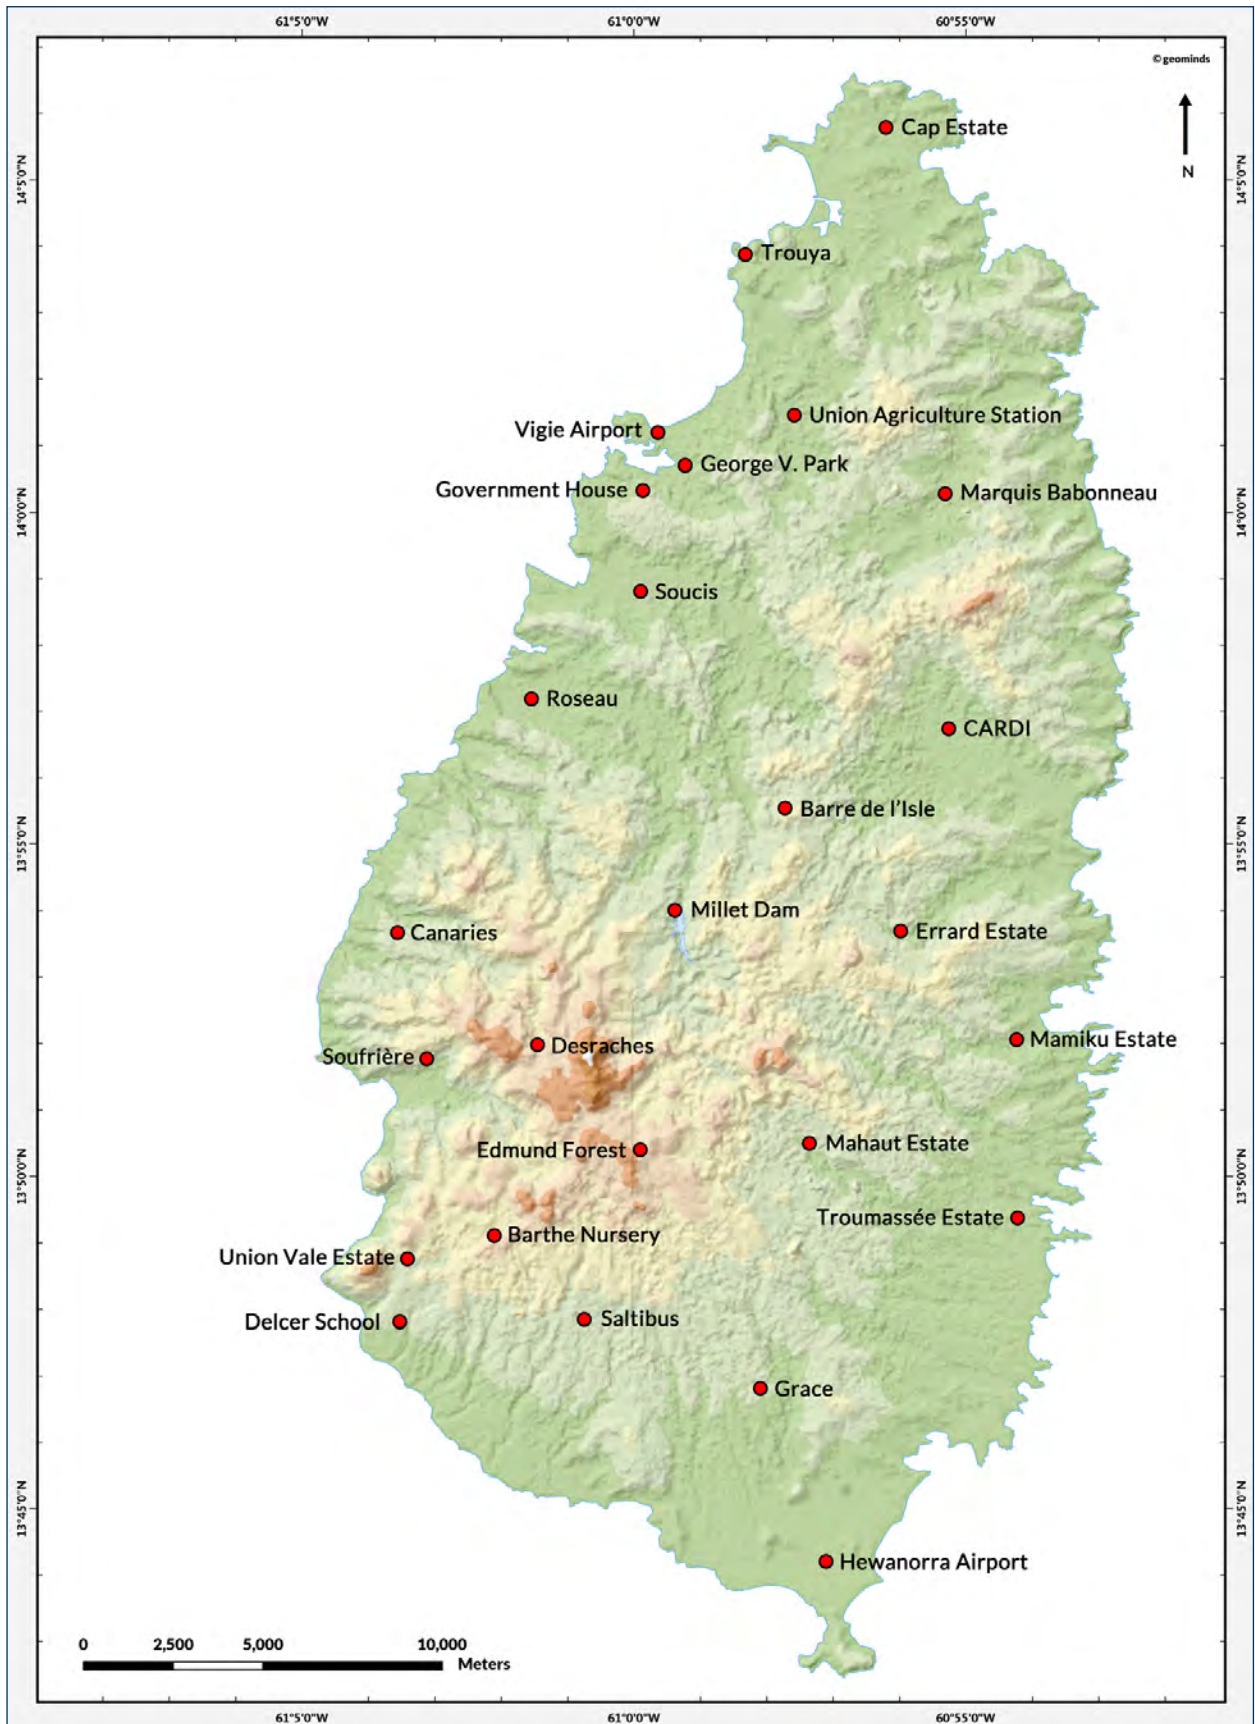 61°5'0"W 61°0'0"W 60°55'0"W
© geominds
Cap Estate
N
14°5'0"N 14°5'0"N
Trouya
Union Agriculture Station
Vigie Airport
George V. Park
Government House
Marquis Babonneau
14°0'0"N 14°0'0"N
Soucis
Roseau
CARDI
Barre de l'Isle
13°55'0"N 13°55'0"N
Millet Dam
Canaries
Errard Estate
Mamiku Estate
Desraches
Soufrière
Mahaut Estate
Edmund Forest
13°50'0"N 13°50'0"N
Troumassée Estate
Barthe Nursery
Union Vale Estate
Saltibus
Delcer School
Grace
13°45'0"N 13°45'0"N
Hewanorra Airport
0 2,500 5,000 10,000
Meters
61°5'0"W 61°0'0"W 60°55'0"W